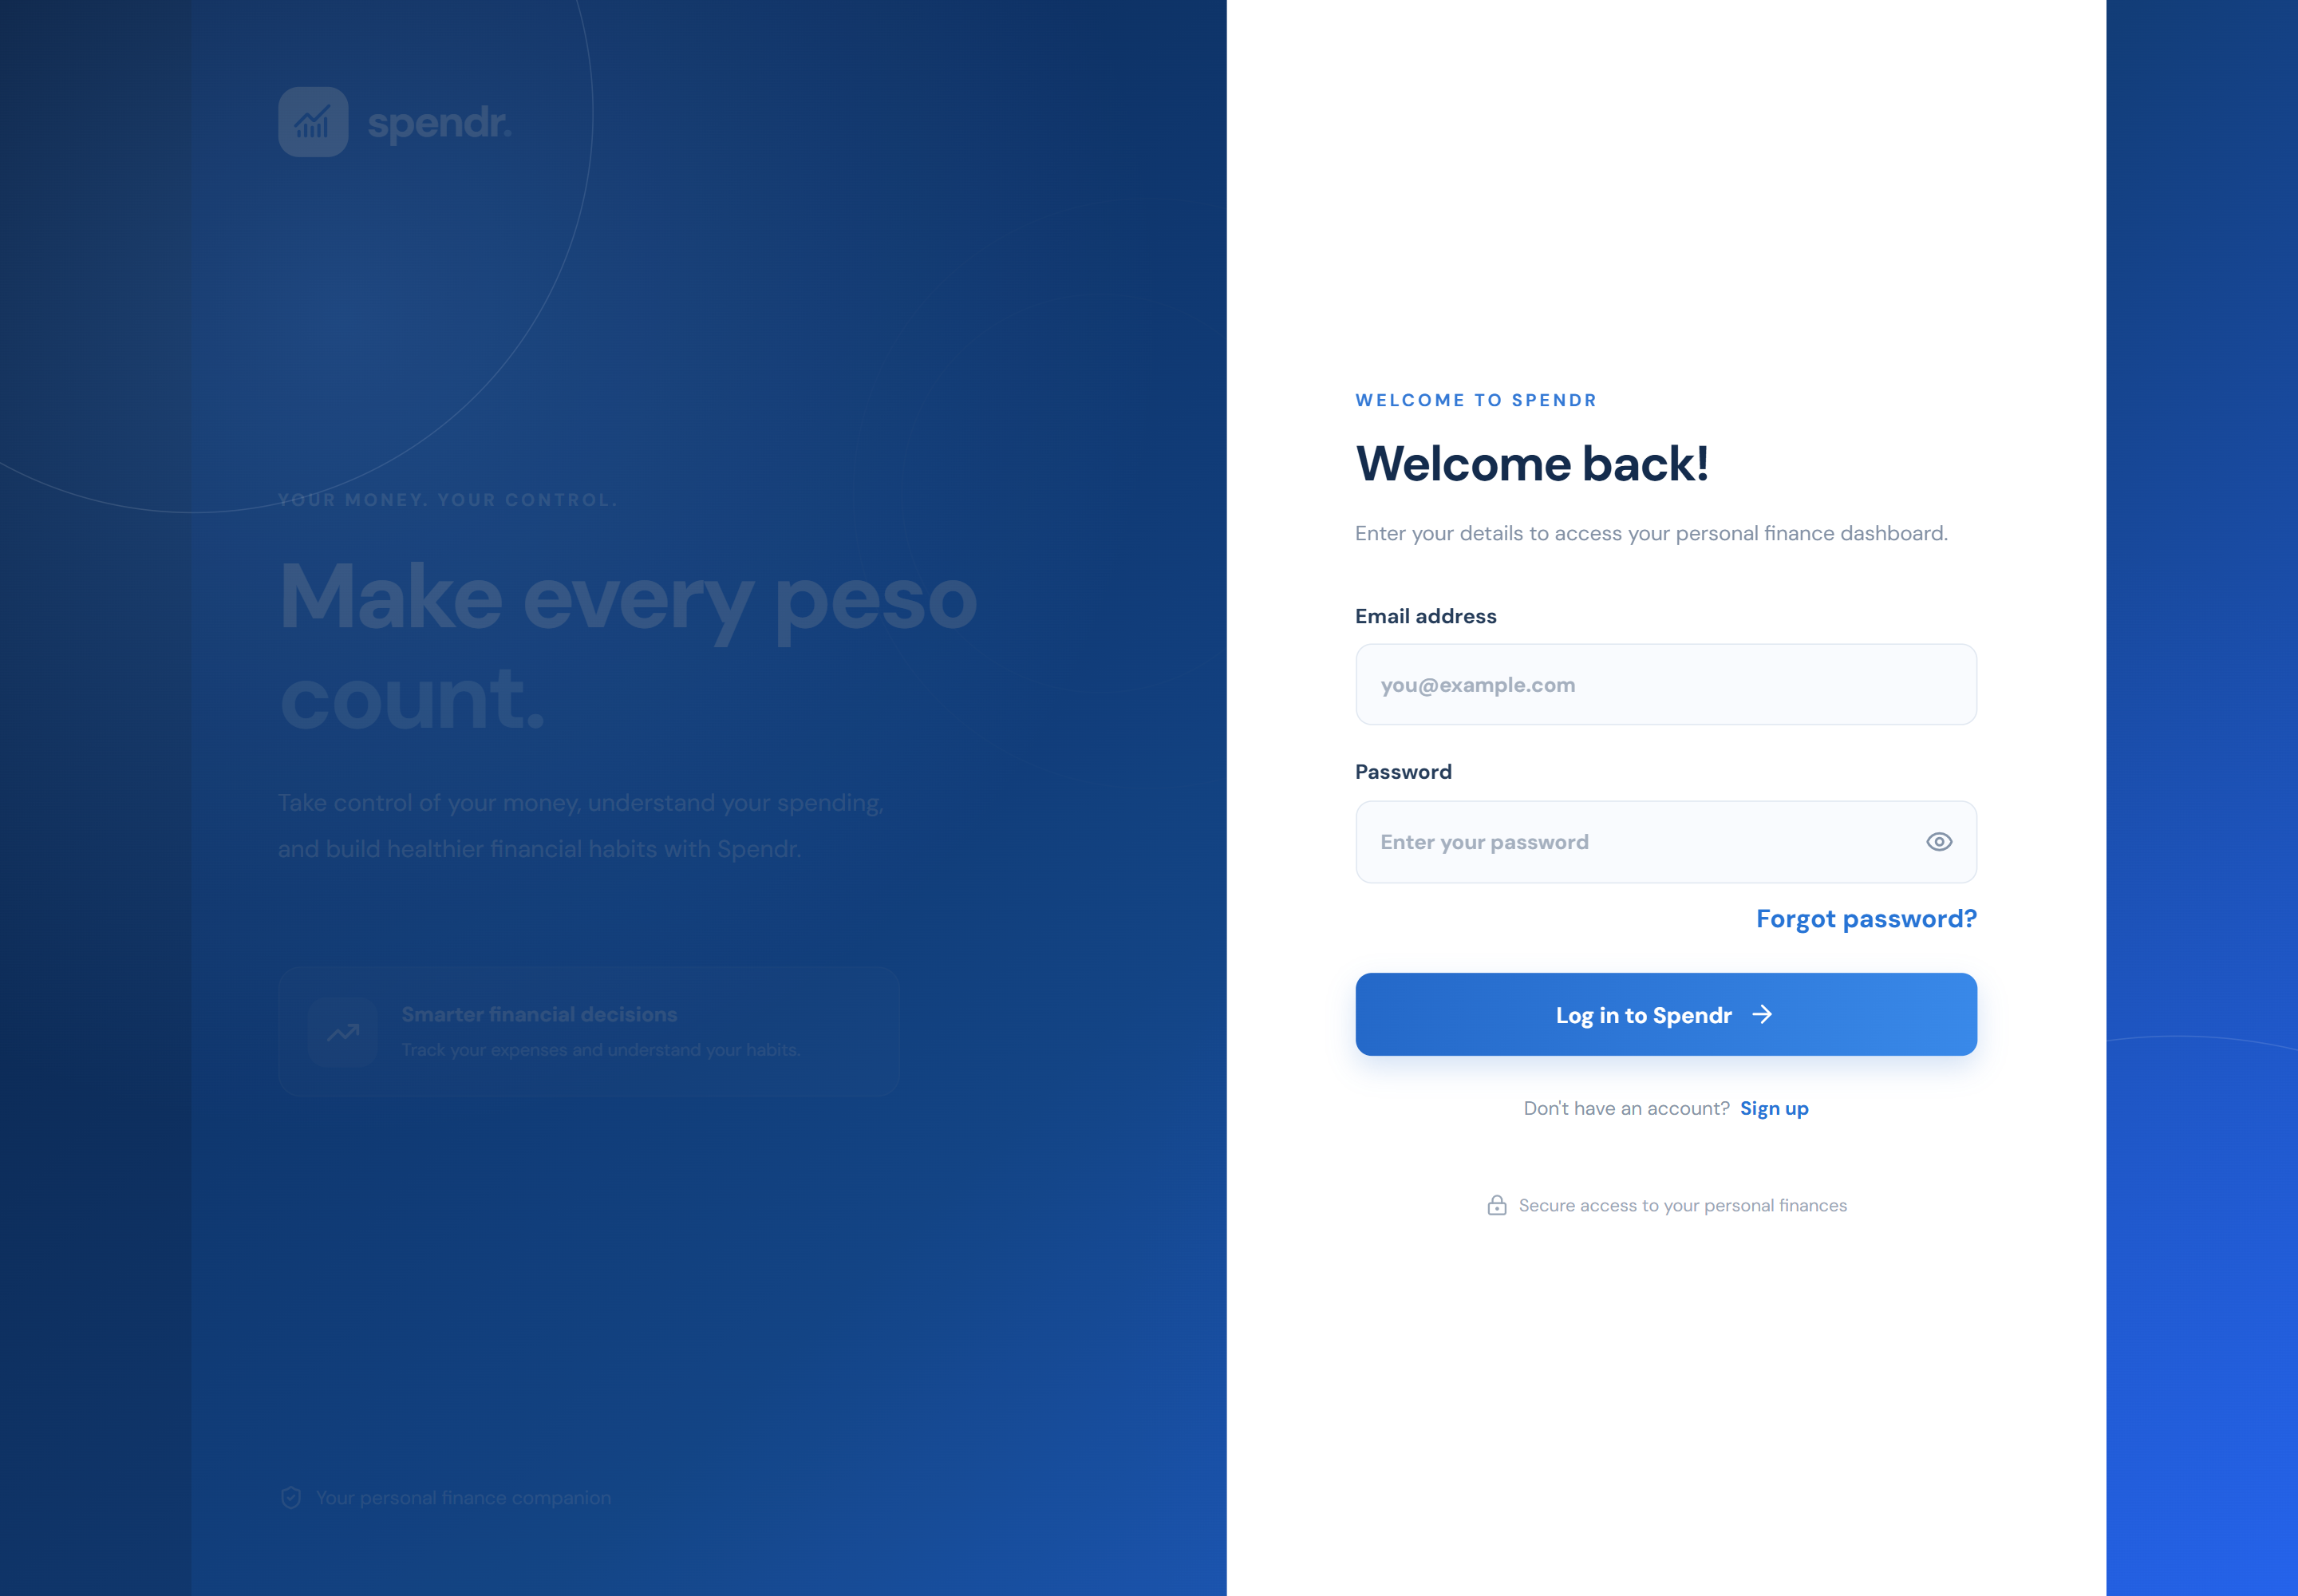 spendr.
YOUR MONEY. YOUR CONTROL.
Make every peso
count.
Take control of your money, understand your spending,
and build healthier financial habits with Spendr.
Smarter financial decisions
Track your expenses and understand your habits.
Your personal finance companion
WELCOME TO SPENDR
Welcome back!
Enter your details to access your personal finance dashboard.
Email address
you@example.com
Password
Enter your password
Forgot password?
Log in to Spendr
Don't have an account? Sign up
Secure access to your personal finances